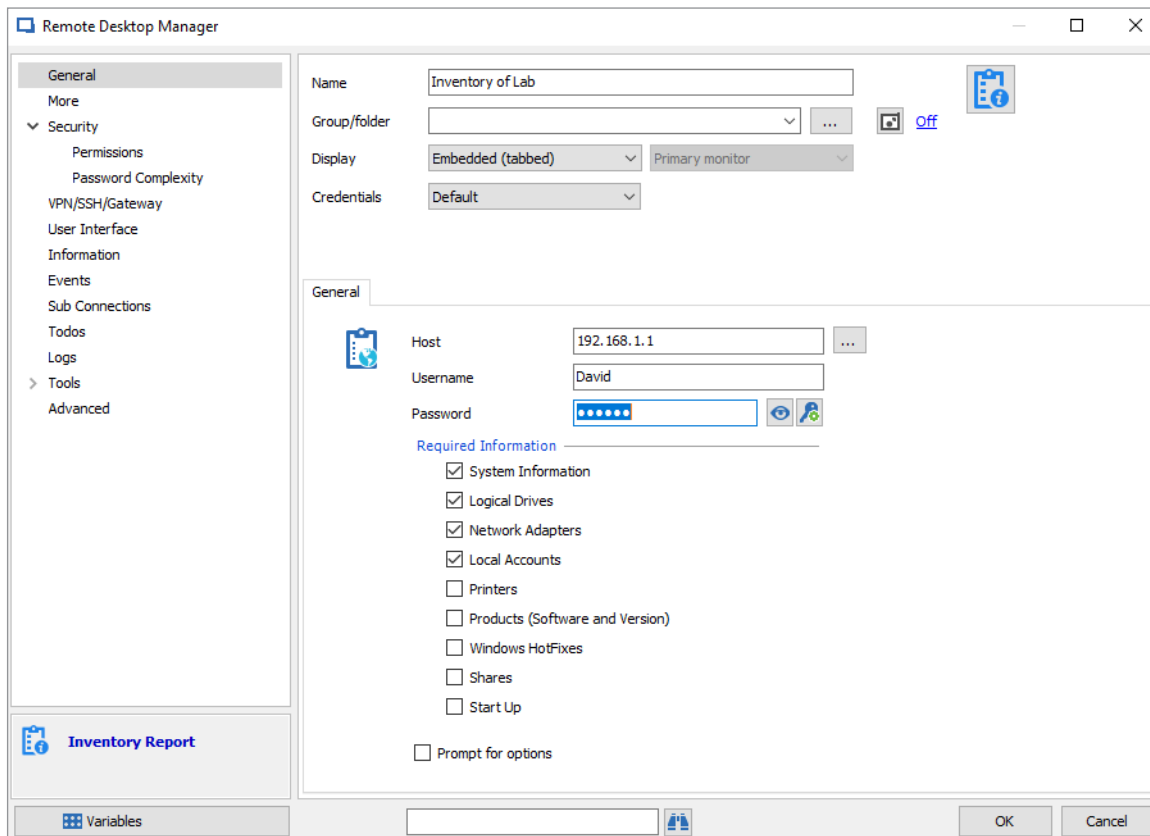 Remote Desktop Manager
General
More
Security
Permissions
Password Complexity
VPN/SSH/Gateway
User Interface
Information
Events
Sub Connections
Todos
Logs
Tools
Advanced
Inventory Report
Variables
Name Inventory of Lab
Group/folder ... Off
Display Embedded (tabbed) Primary monitor
Credentials Default
General
Host 192.168.1.1 ...
Username David
Password ●●●●●●
Required Information
System Information
Logical Drives
Network Adapters
Local Accounts
Printers
Products (Software and Version)
Windows HotFixes
Shares
Start Up
Prompt for options
OK Cancel